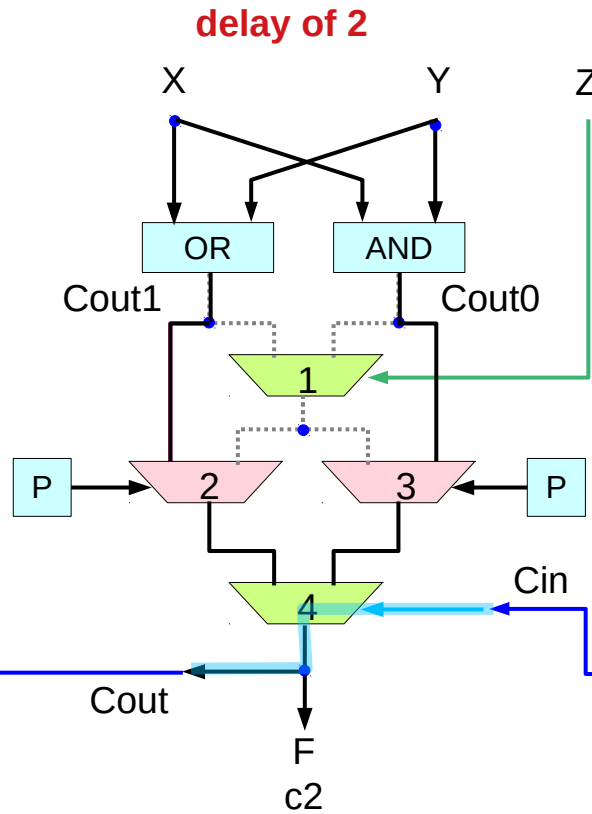 delay of 2
X Y Z
OR AND
Cout1 Cout0
1
P 2 3 P
Cin
4
Cout
F
c2